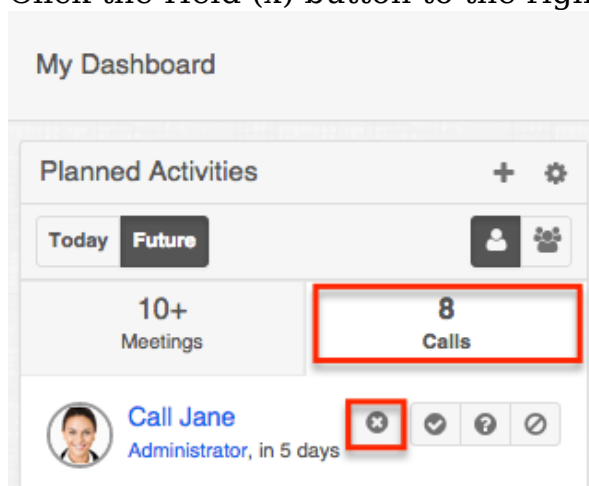 My Dashboard
Planned Activities
Today Future
10+ 8
Meetings Calls
Call Jane
Administrator, in 5 days